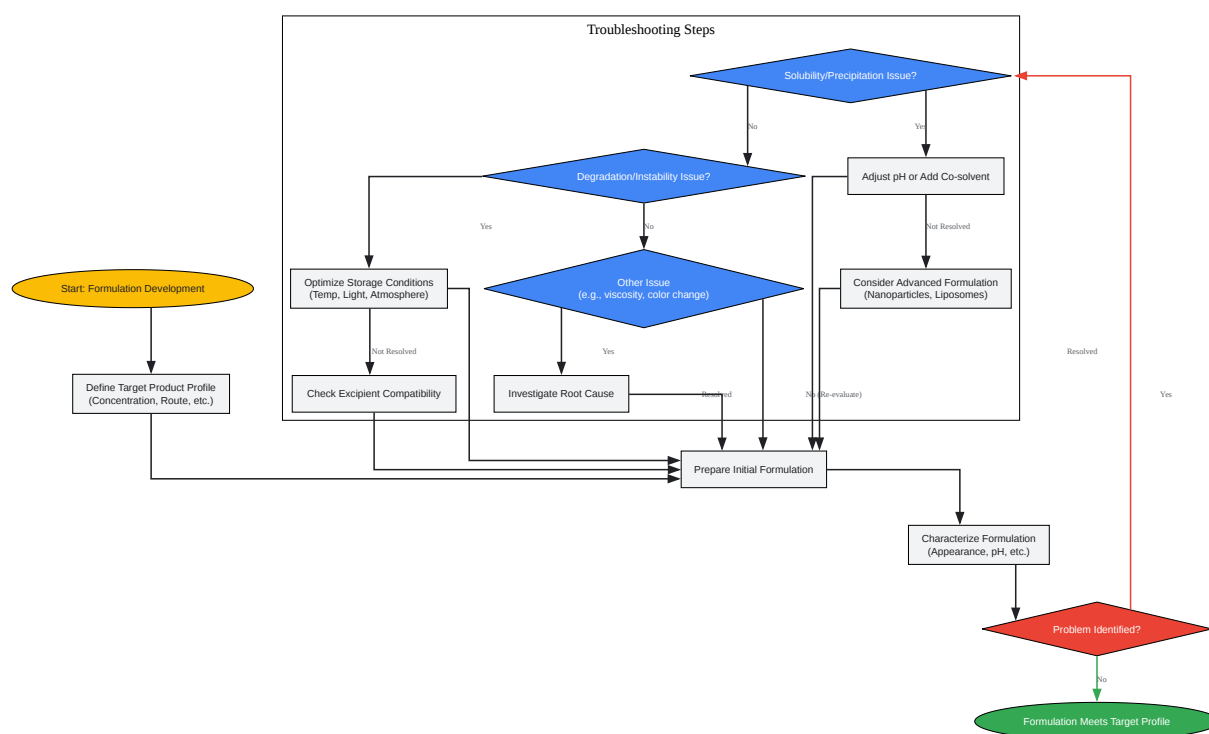 Troubleshooting Steps
Solubility/Precipitation Issue?
No
Yes
Degradation/Instability Issue?
Adjust pH or Add Co-solvent
Yes
No
Not Resolved
Start: Formulation Development
Optimize Storage Conditions
(Temp, Light, Atmosphere)
Other Issue
(e.g., viscosity, color change)
Consider Advanced Formulation
(Nanoparticles, Liposomes)
Not Resolved
Yes
Resolved
Define Target Product Profile
(Concentration, Route, etc.)
Check Excipient Compatibility
Investigate Root Cause
Resolved
No (Re-evaluate)
Yes
Prepare Initial Formulation
Characterize Formulation
(Appearance, pH, etc.)
Problem Identified?
No
Formulation Meets Target Profile